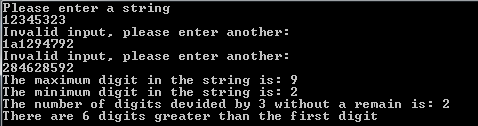 Please enter a string
12345323
Invalid input, please enter another:
1a1294792
Invalid input, please enter another:
284628592
The maximum digit in the string is: 9
The minimum digit in the string is: 2
The number of digits devided by 3 without a remain is: 2
There are 6 digits greater than the first digit